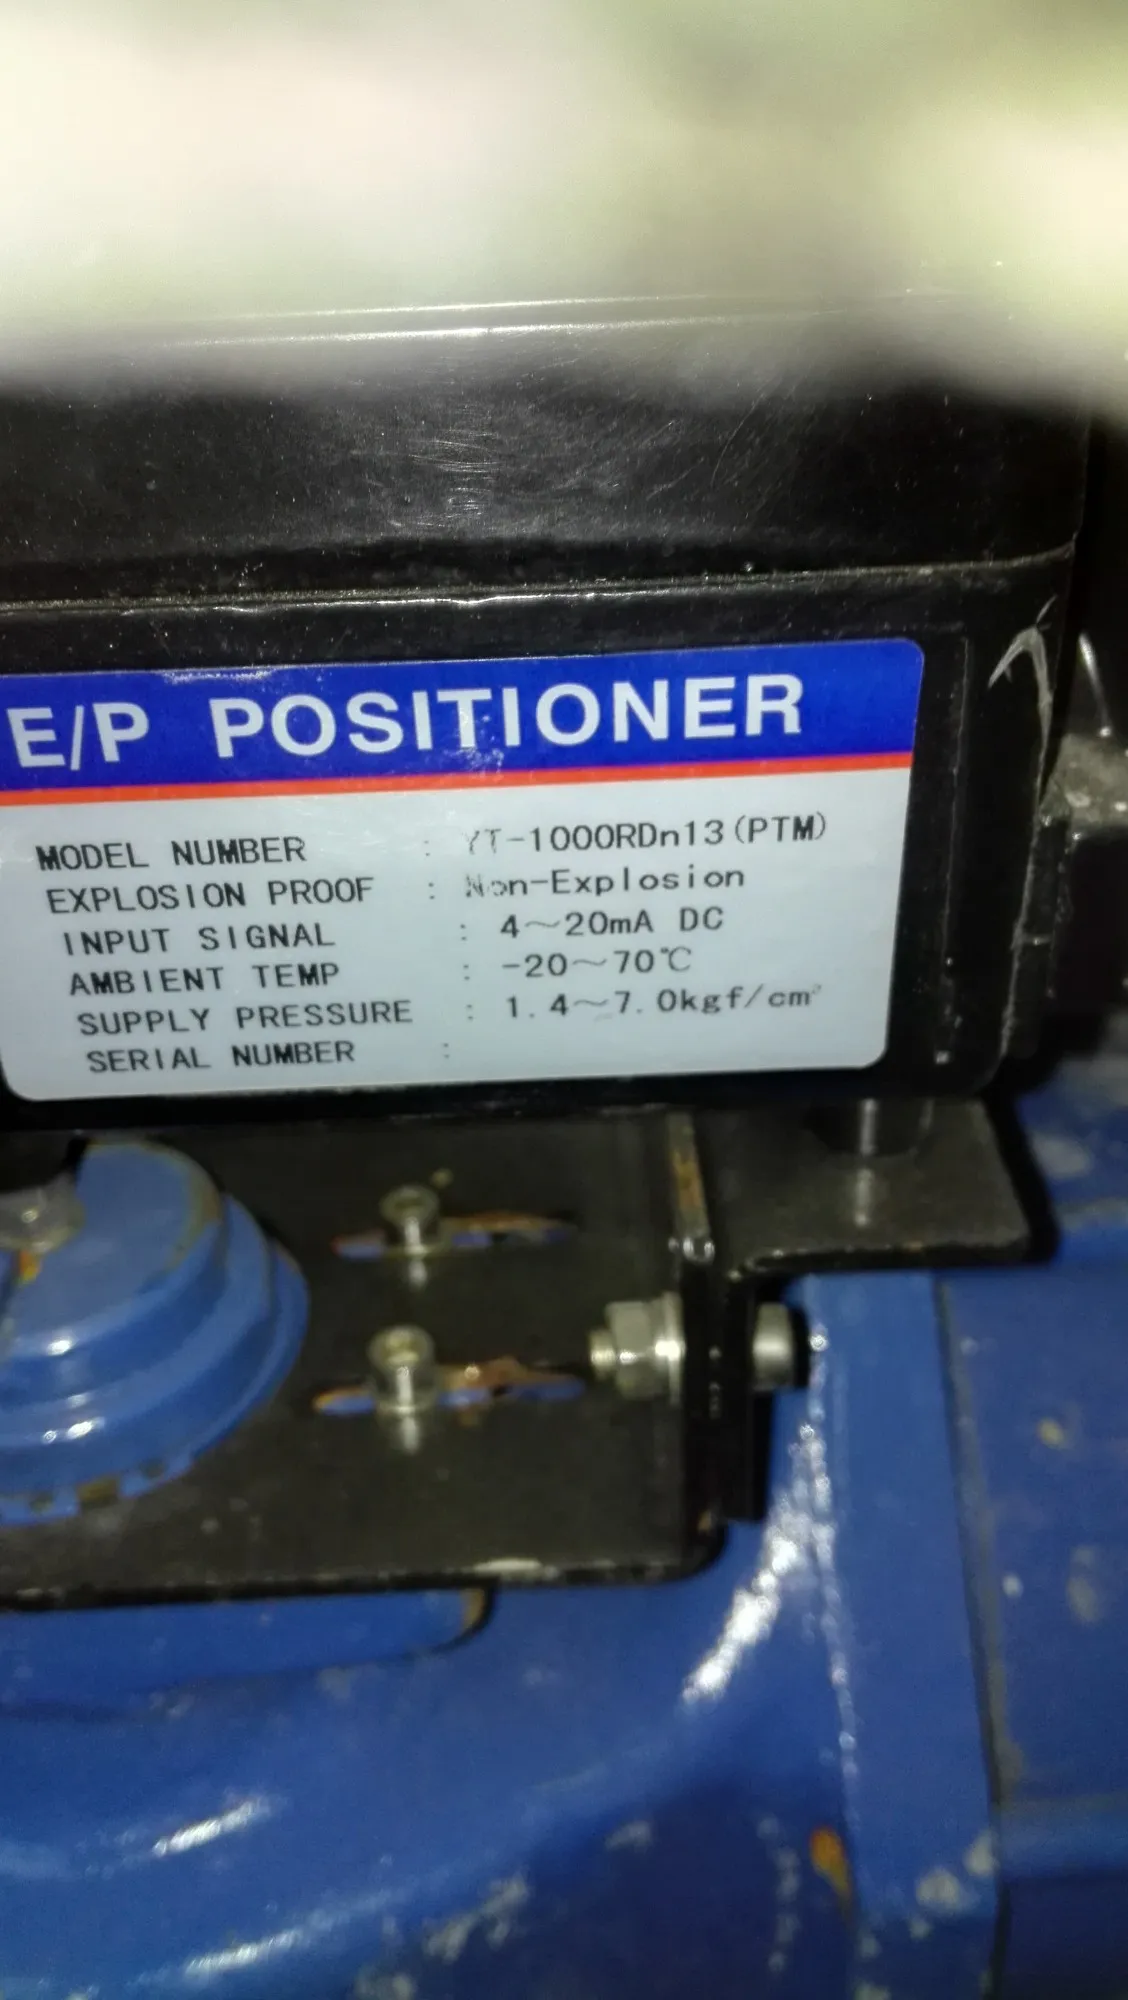 E/P POSITIONER
MODEL NUMBER : YT-1000RDn13(PTM)
EXPLOSION PROOF : Non-Explosion
INPUT SIGNAL : 4~20mA DC
AMBIENT TEMP : -20~70℃
SUPPLY PRESSURE : 1.4~7.0kgf/cm²
SERIAL NUMBER :